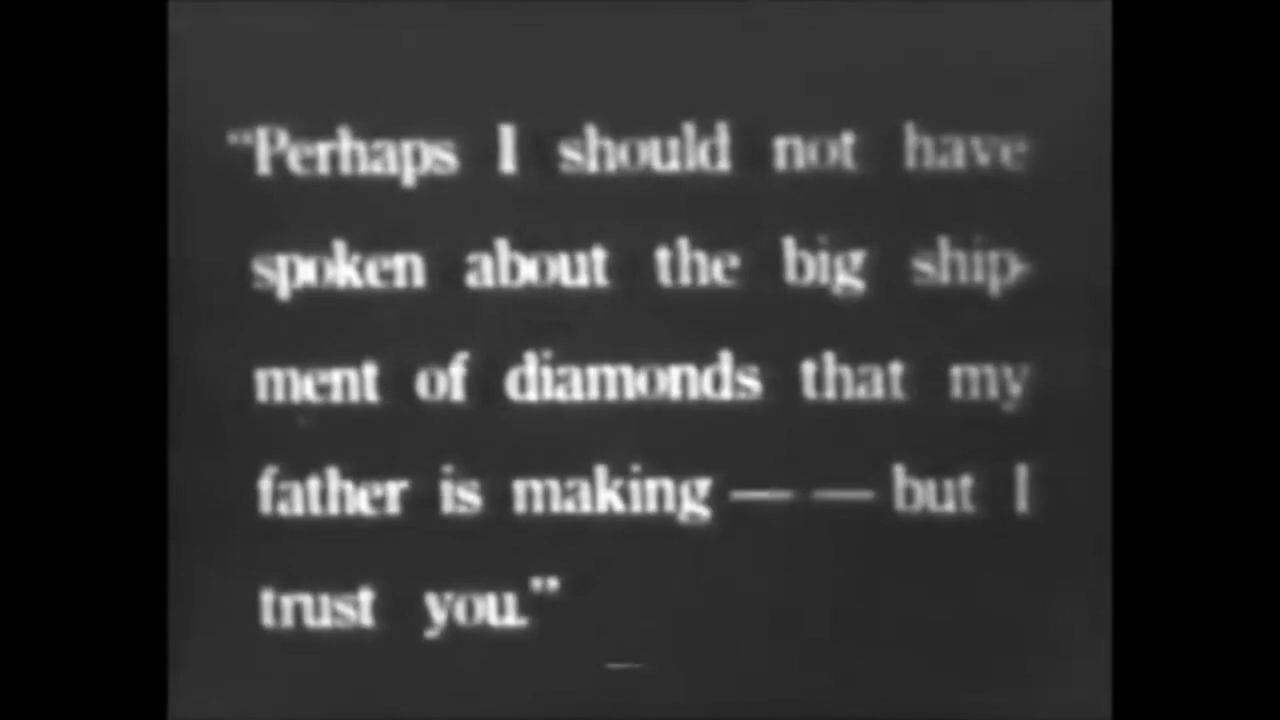 “Perhaps I should not have
spoken about the big ship-
ment of diamonds that my
father is making — — but I
trust you.”